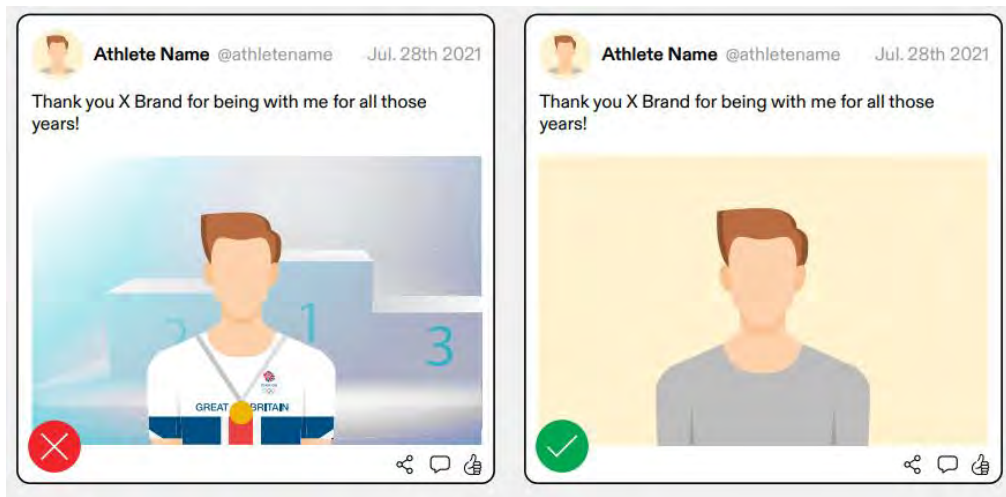 Athlete Name @athletename Jul. 28th 2021
Thank you X Brand for being with me for all those
years!
2
1
3
GREAT BRITAIN
Athlete Name @athletename Jul. 28th 2021
Thank you X Brand for being with me for all those
years!